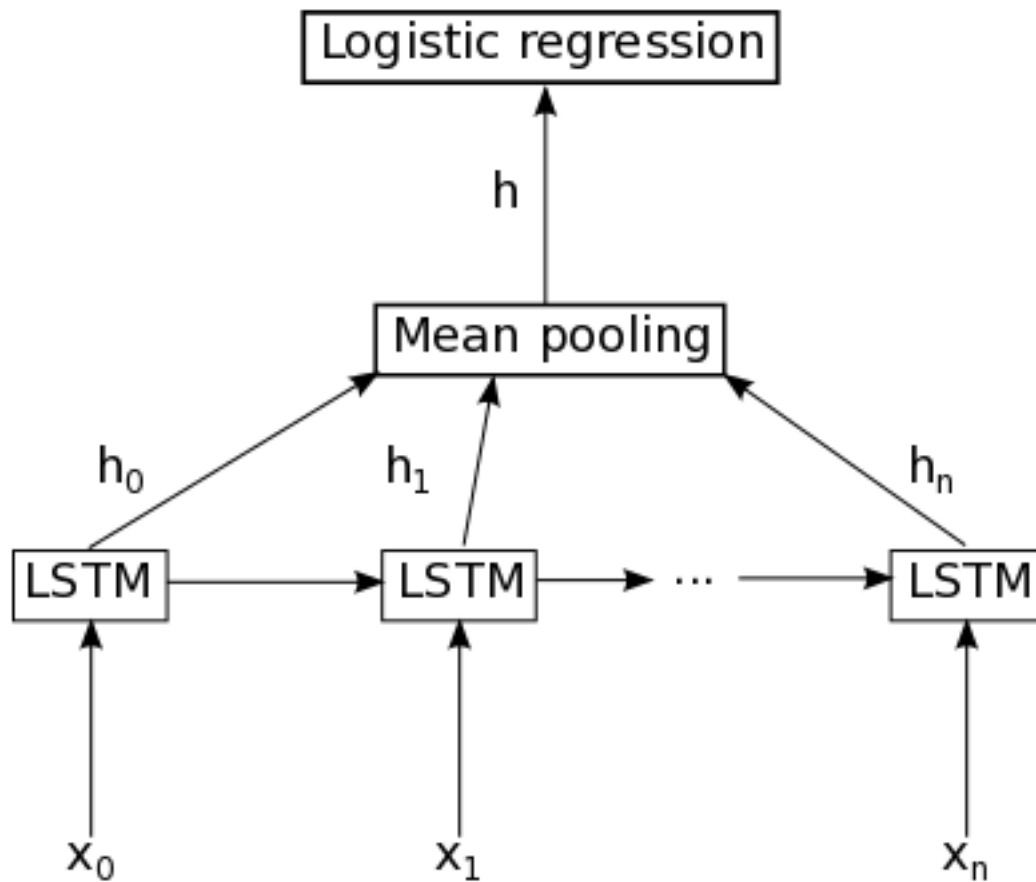 Logistic regression
h
Mean pooling
h₀ h₁ hₙ
LSTM LSTM ... LSTM
x₀ x₁ xₙ